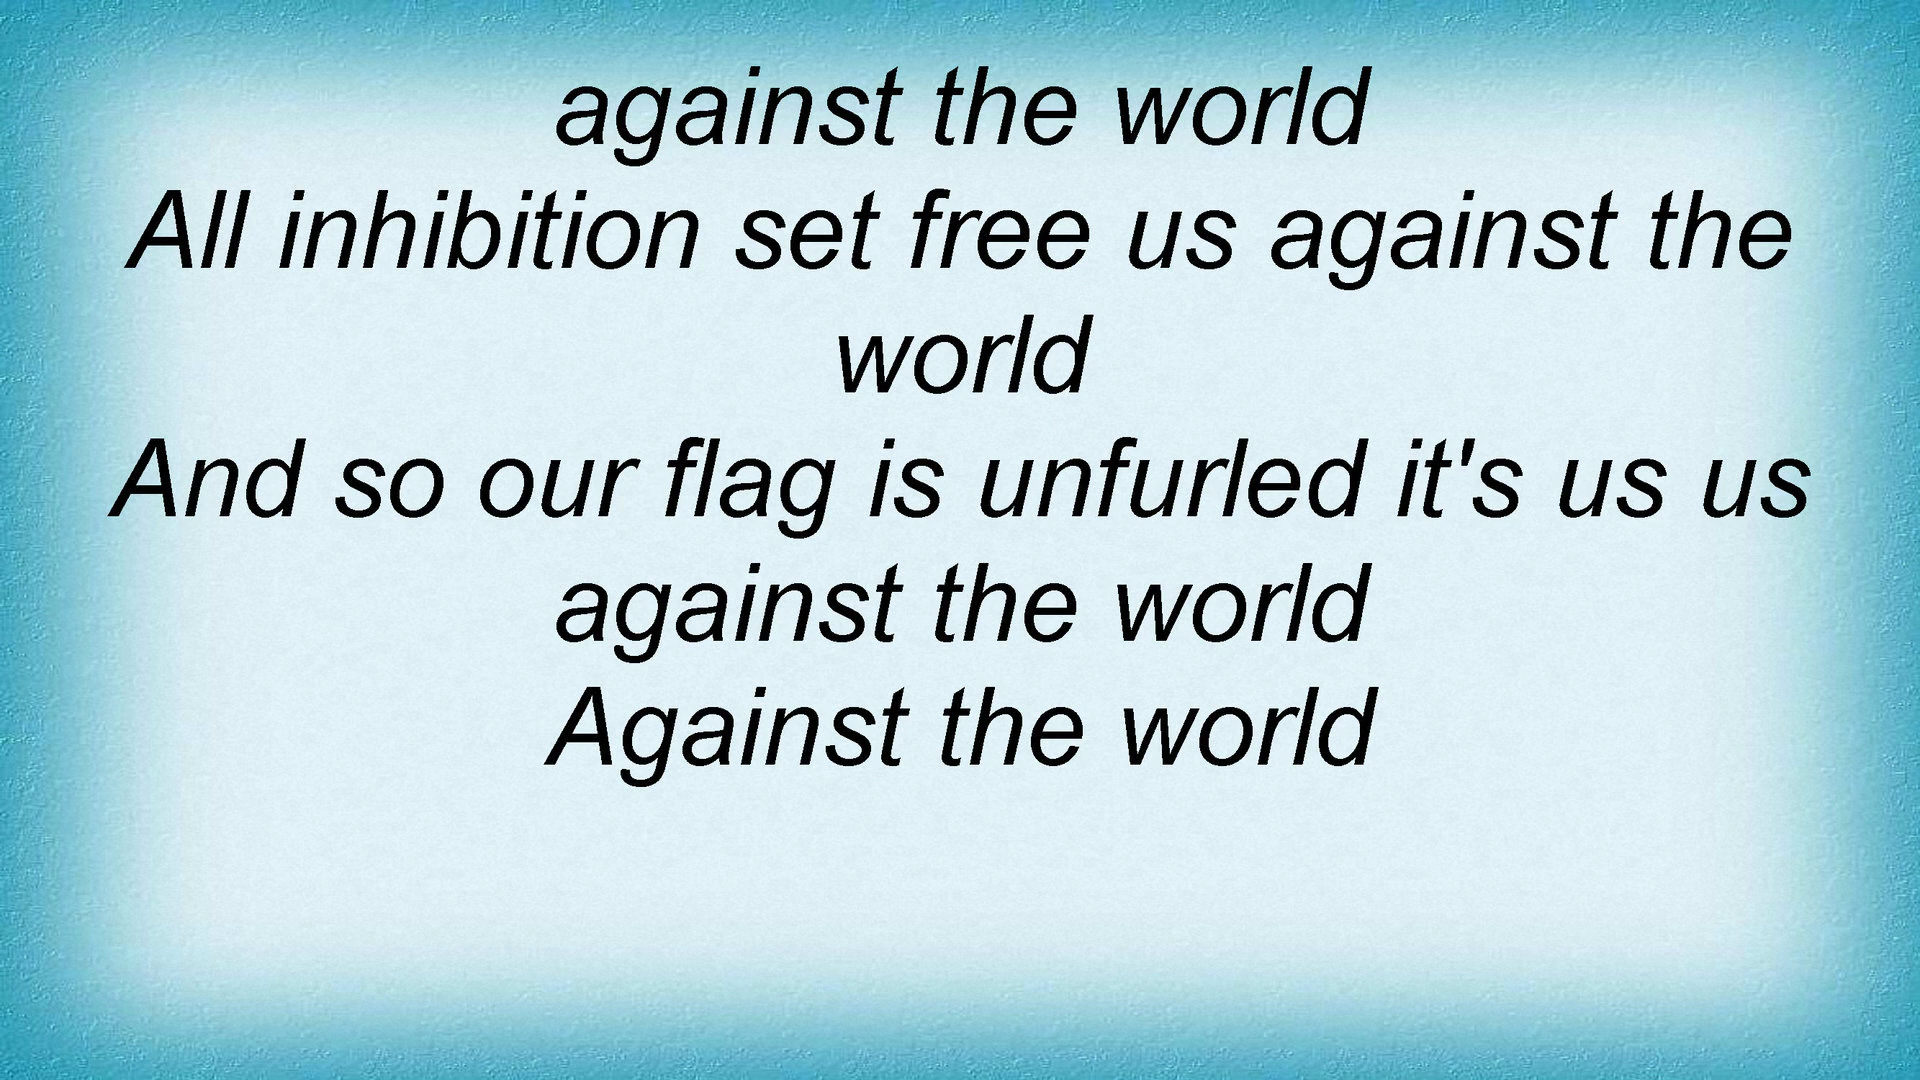 against the world
All inhibition set free us against the
world
And so our flag is unfurled it's us us
against the world
Against the world